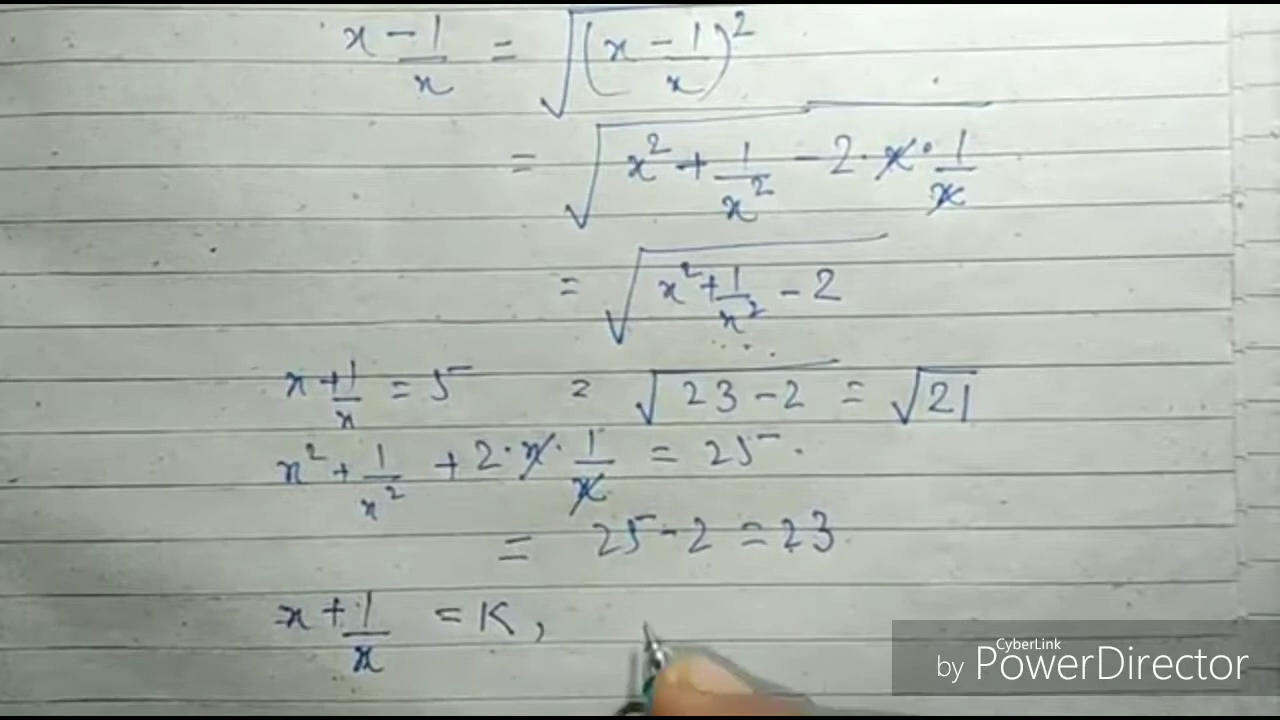 x - 1/x = √(x - 1/x)²
= √x² + 1/x² - 2·x·1/x
= √x² + 1/x² - 2
x + 1/x = 5 = √23 - 2 = √21
x² + 1/x² + 2·x·1/x = 25.
= 25 - 2 = 23
x + 1/x = K,
CyberLink
by PowerDirector